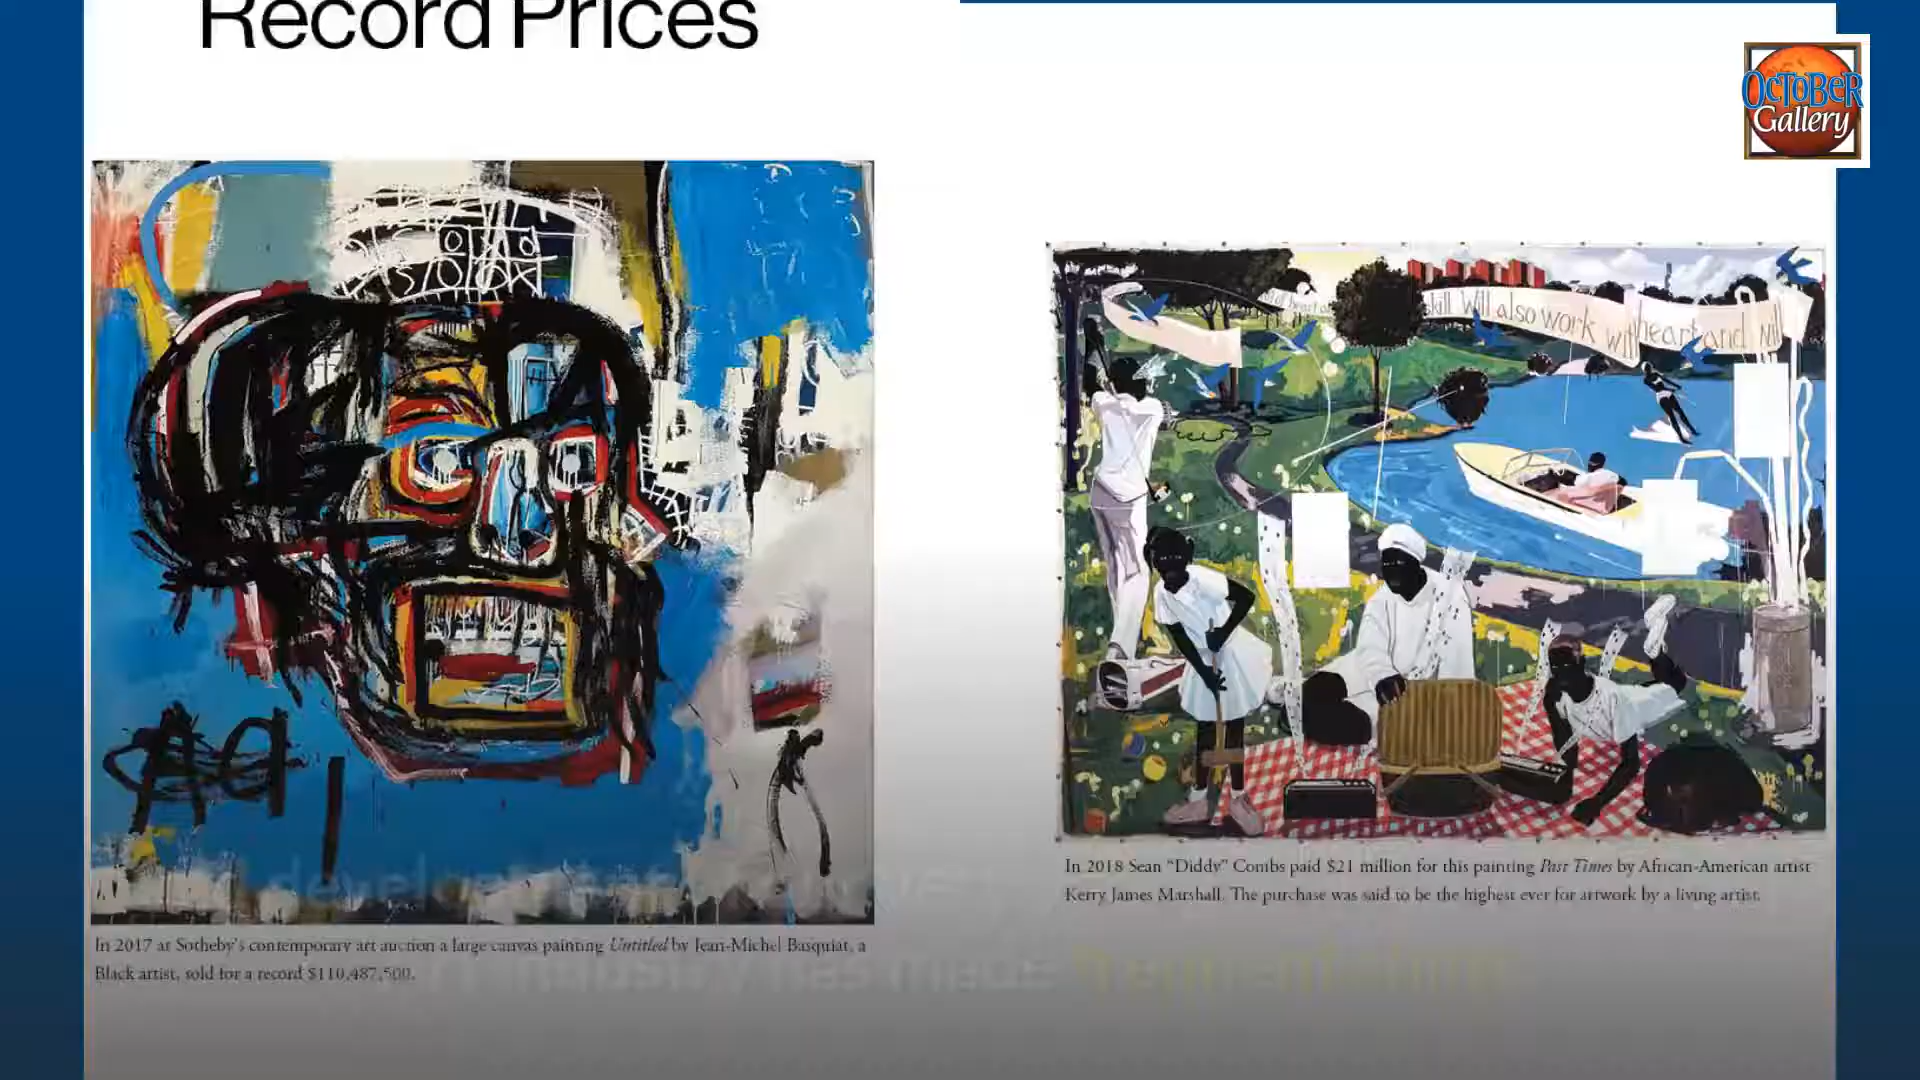 Record Prices
OCTOBER
Gallery
skill will also work with heart and will
In 2017 at Sotheby's contemporary art auction a large canvas painting Untitled by Jean-Michel Basquiat, a
Black artist, sold for a record $110,487,500.
In 2018 Sean "Diddy" Combs paid $21 million for this painting Past Times by African-American artist
Kerry James Marshall. The purchase was said to be the highest ever for artwork by a living artist.